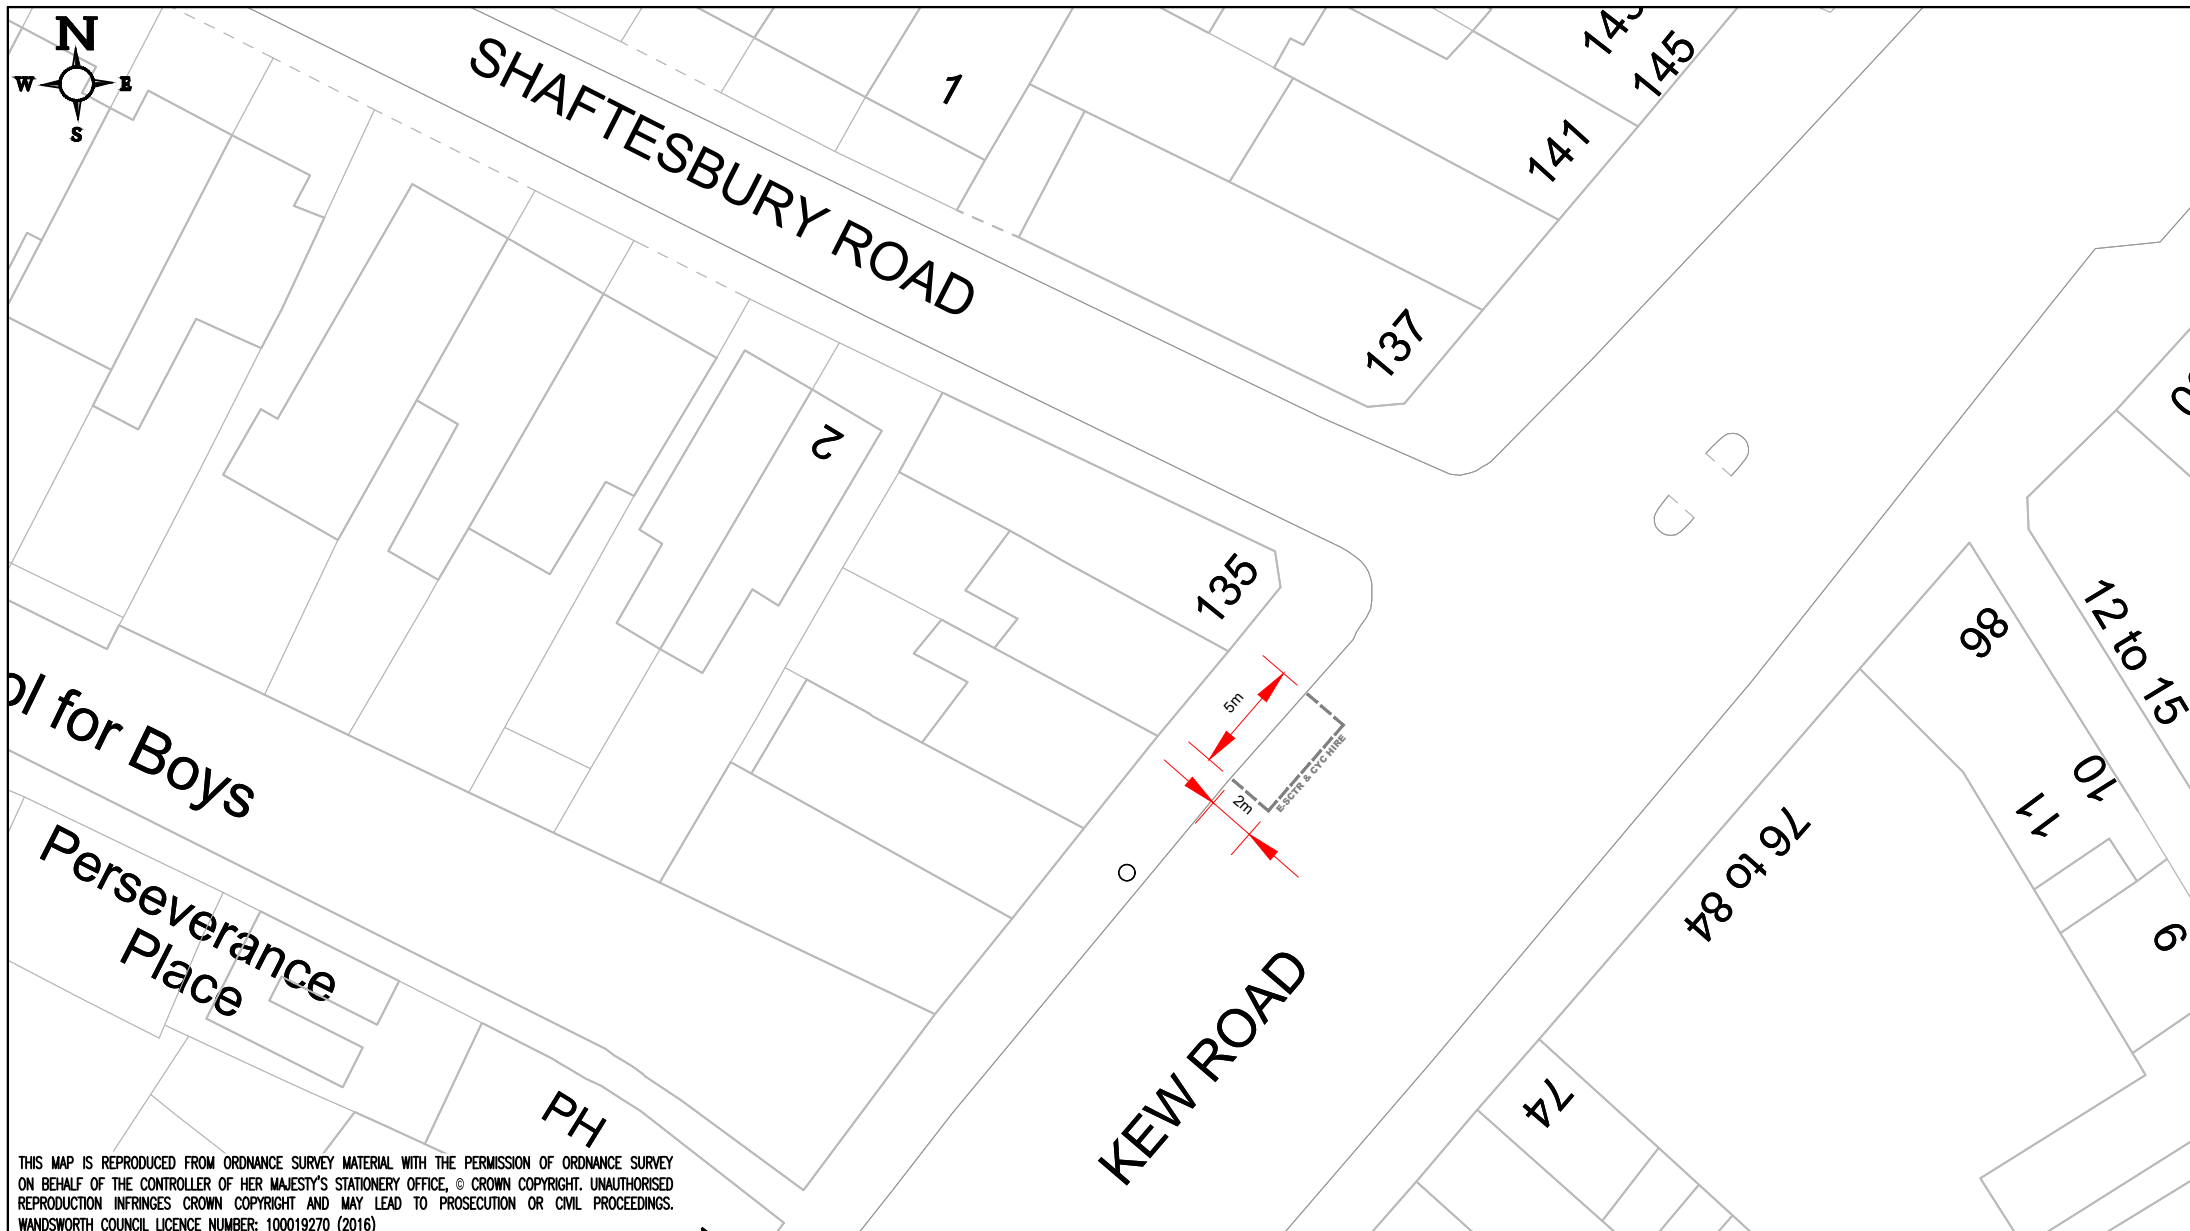 N
W E
S
SHAFTESBURY ROAD
1
145
141
137
2
135
98
12 to 15
10
11
9
76 to 84
74
5m
2m
E-SCTR & CYC HIRE
KEW ROAD
ol for Boys
Perseverance
Place
PH
THIS MAP IS REPRODUCED FROM ORDNANCE SURVEY MATERIAL WITH THE PERMISSION OF ORDNANCE SURVEY
ON BEHALF OF THE CONTROLLER OF HER MAJESTY'S STATIONERY OFFICE, © CROWN COPYRIGHT. UNAUTHORISED
REPRODUCTION INFRINGES CROWN COPYRIGHT AND MAY LEAD TO PROSECUTION OR CIVIL PROCEEDINGS.
WANDSWORTH COUNCIL LICENCE NUMBER: 100019270 (2016)